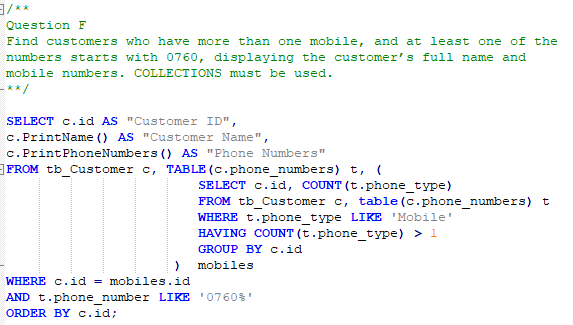 /**
Question F
Find customers who have more than one mobile, and at least one of the
numbers starts with 0760, displaying the customer's full name and
mobile numbers. COLLECTIONS must be used.
**/
SELECT c.id AS "Customer ID",
c.PrintName() AS "Customer Name",
c.PrintPhoneNumbers() AS "Phone Numbers"
FROM tb_Customer c, TABLE(c.phone_numbers) t, (
SELECT c.id, COUNT(t.phone_type)
FROM tb_Customer c, table(c.phone_numbers) t
WHERE t.phone_type LIKE 'Mobile'
HAVING COUNT(t.phone_type) > 1
GROUP BY c.id
) mobiles
WHERE c.id = mobiles.id
AND t.phone_number LIKE '0760%'
ORDER BY c.id;